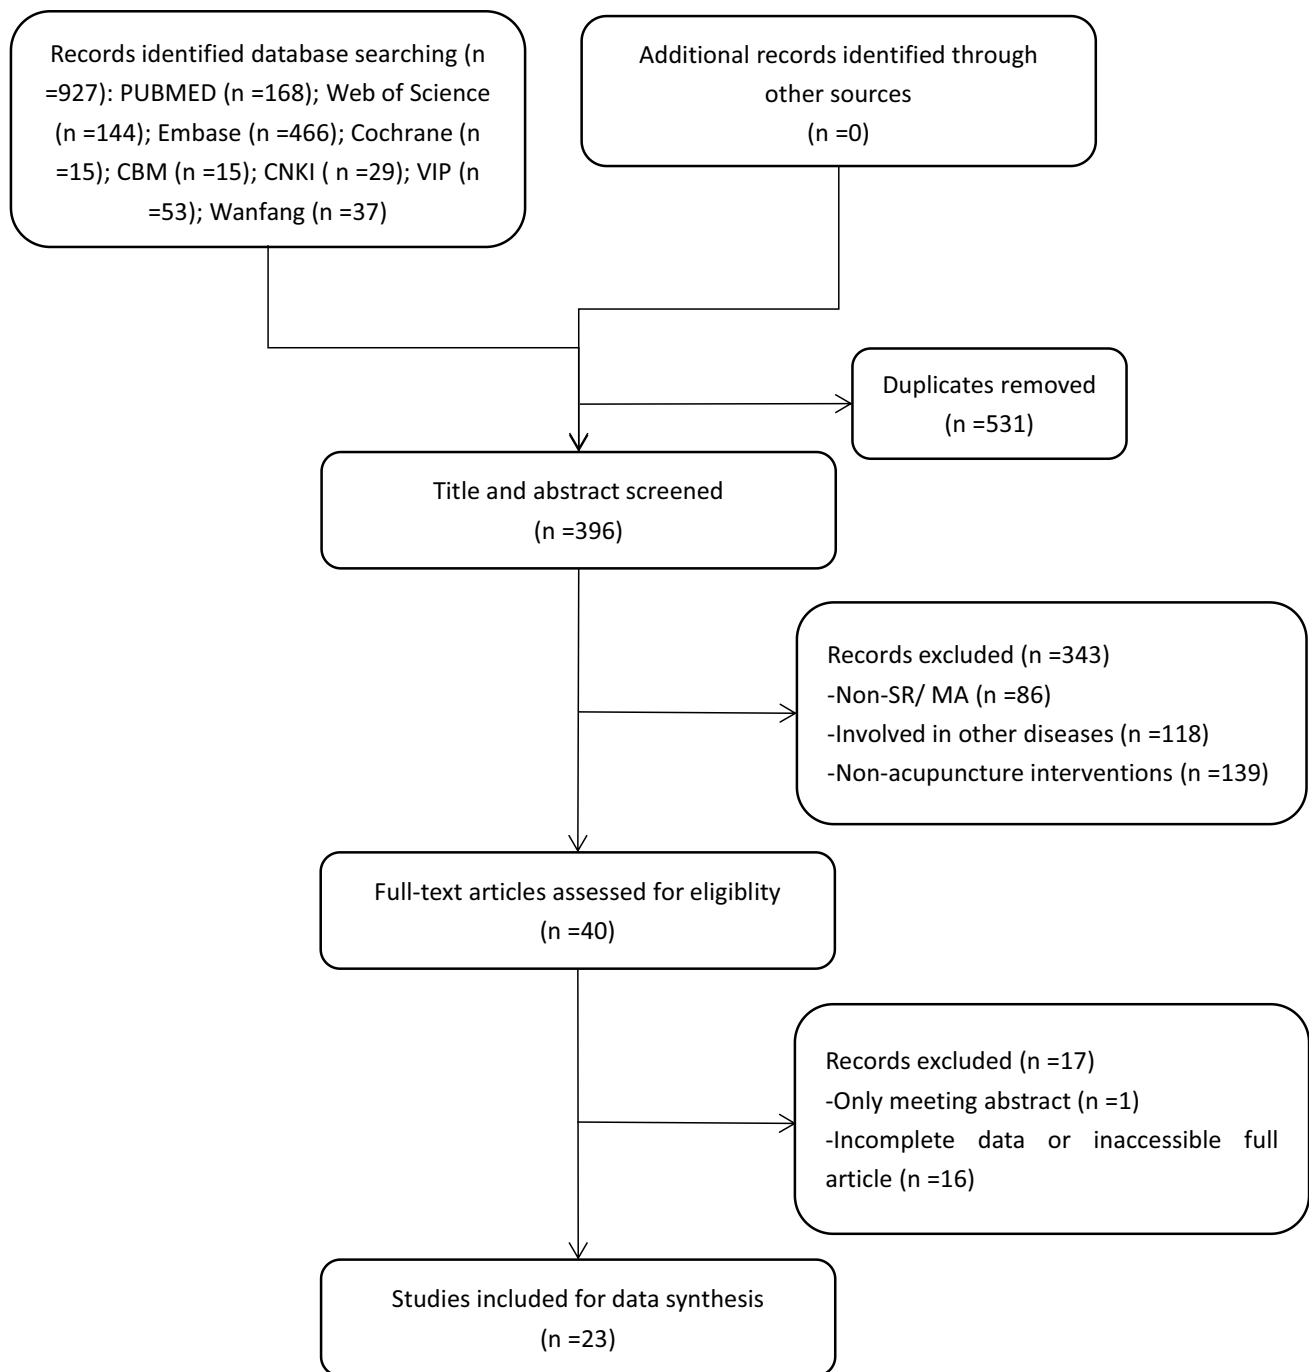 Records identified database searching (n
=927): PUBMED (n =168); Web of Science
(n =144); Embase (n =466); Cochrane (n
=15); CBM (n =15); CNKI ( n =29); VIP (n
=53); Wanfang (n =37)
Additional records identified through
other sources
(n =0)
Duplicates removed
(n =531)
Title and abstract screened
(n =396)
Records excluded (n =343)
-Non-SR/ MA (n =86)
-Involved in other diseases (n =118)
-Non-acupuncture interventions (n =139)
Full-text articles assessed for eligiblity
(n =40)
Records excluded (n =17)
-Only meeting abstract (n =1)
-Incomplete data or inaccessible full
article (n =16)
Studies included for data synthesis
(n =23)